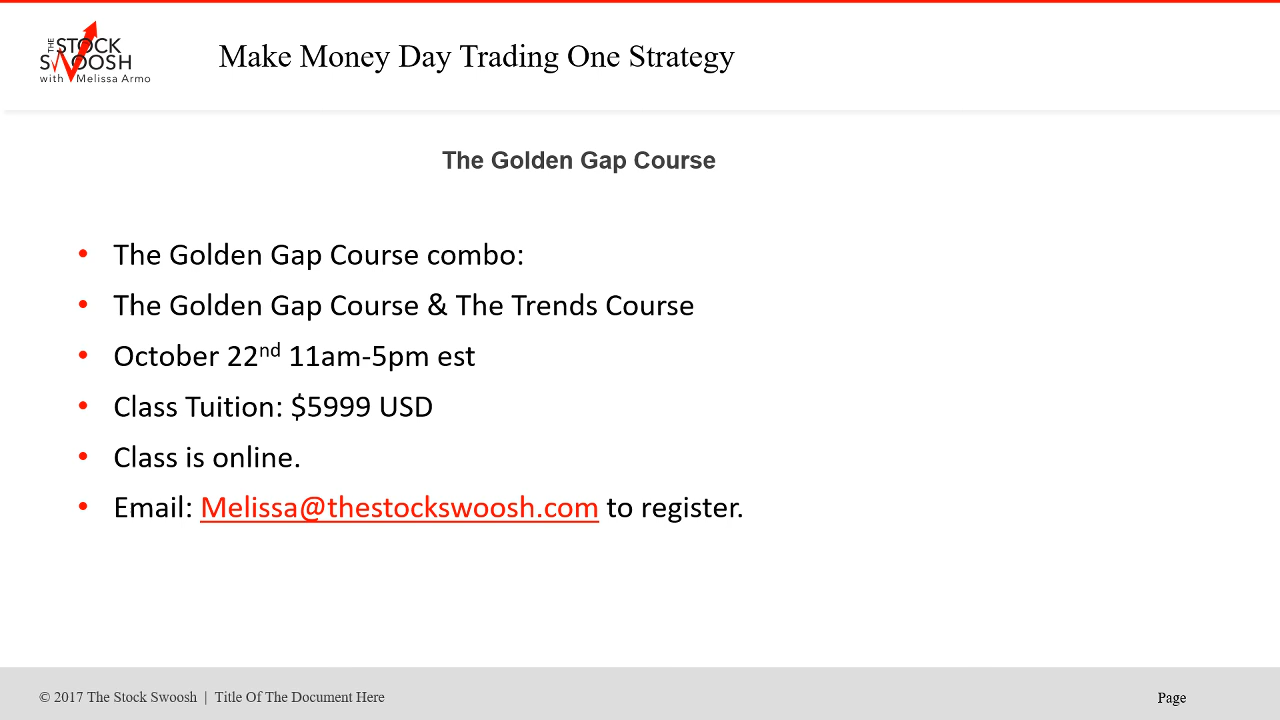 THE STOCK
SWOOSH
with Melissa Armo
Make Money Day Trading One Strategy
The Golden Gap Course
• The Golden Gap Course combo:
• The Golden Gap Course & The Trends Course
• October 22nd 11am-5pm est
• Class Tuition: $5999 USD
• Class is online.
• Email: Melissa@thestockswoosh.com to register.
© 2017 The Stock Swoosh | Title Of The Document Here
Page